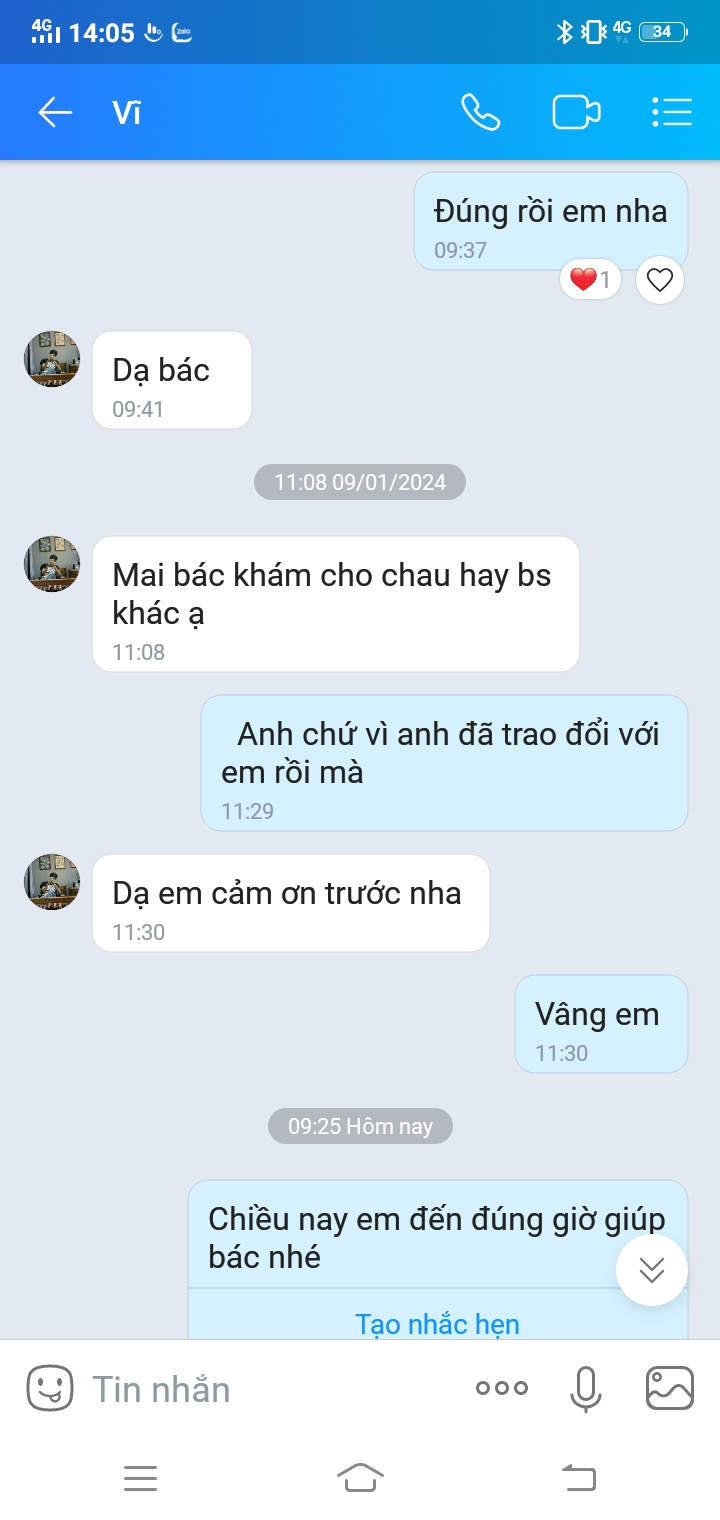 4G 14:05 Zalo 4G 34
Vĩ
Đúng rồi em nha
09:37
1
Dạ bác
09:41
11:08 09/01/2024
Mai bác khám cho chau hay bs
khác ạ
11:08
Anh chứ vì anh đã trao đổi với
em rồi mà
11:29
Dạ em cảm ơn trước nha
11:30
Vâng em
11:30
09:25 Hôm nay
Chiều nay em đến đúng giờ giúp
bác nhé
Tạo nhắc hẹn
Tin nhắn